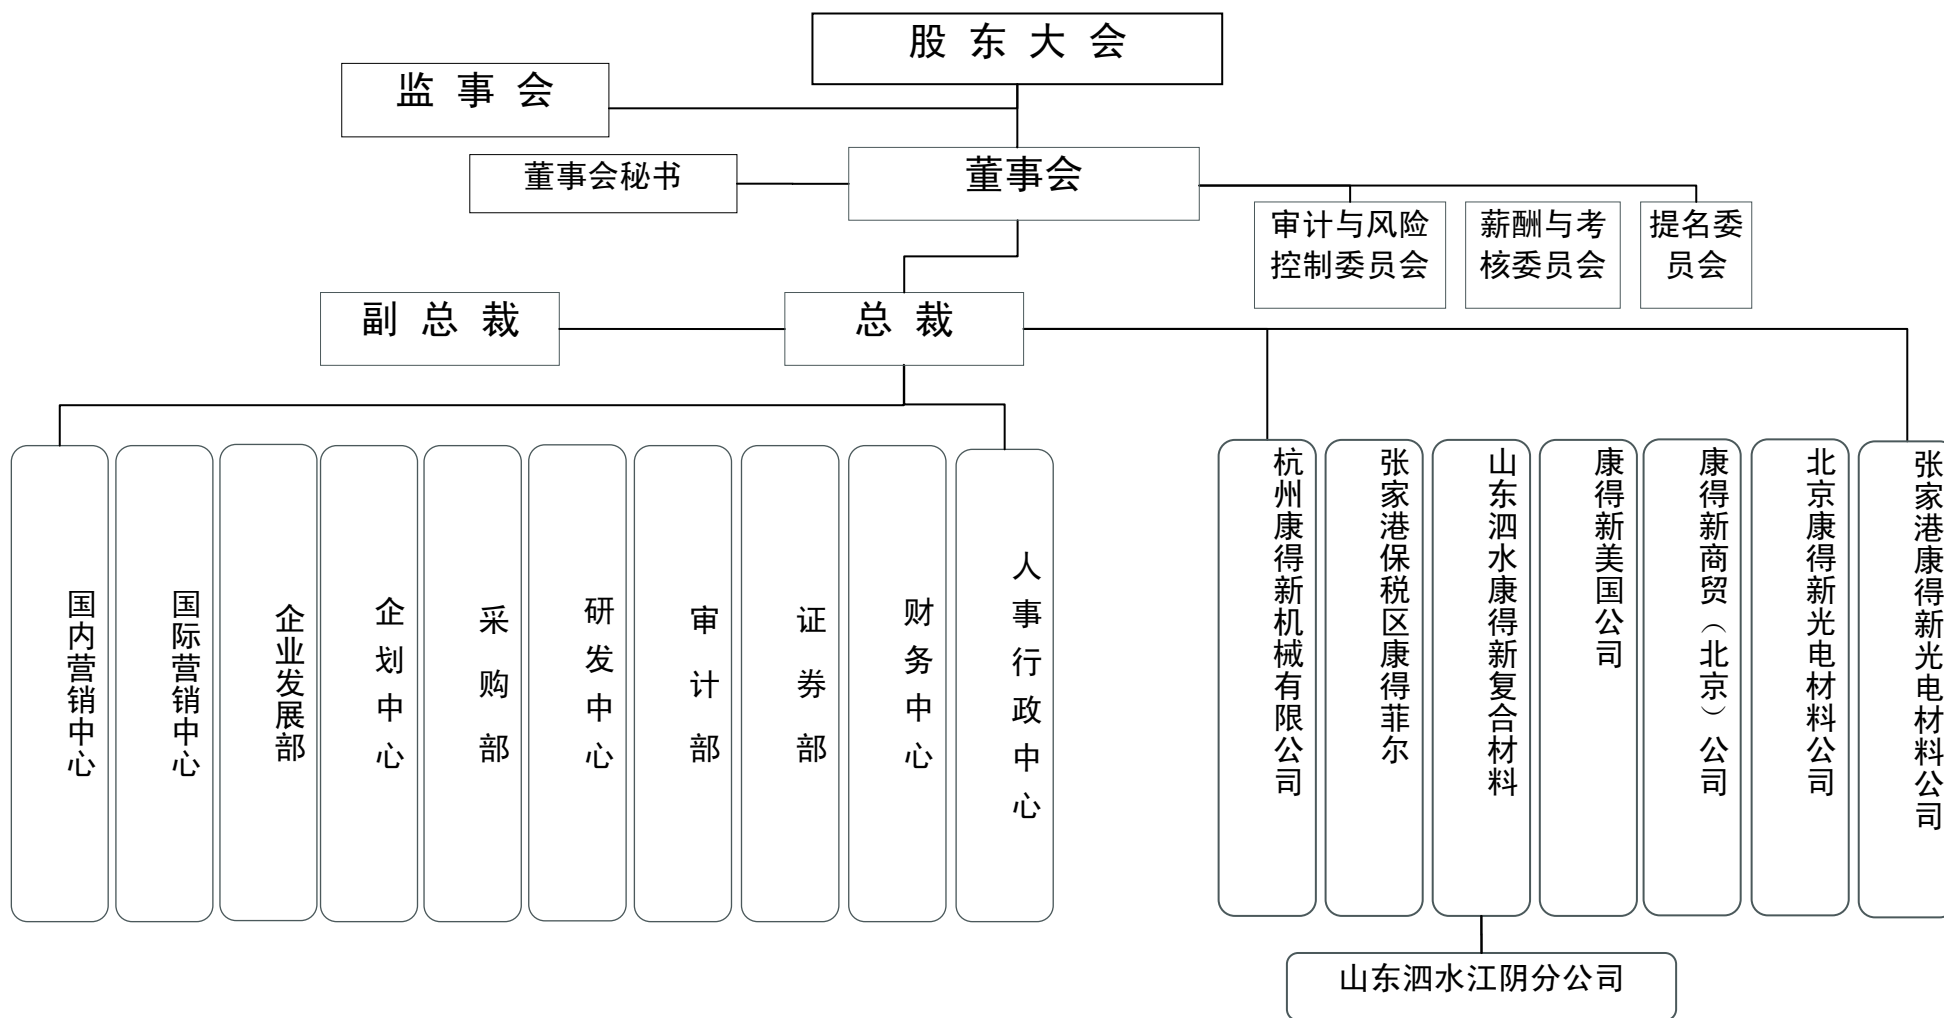 股东大会
监事会
董事会秘书
董事会
审计与风险
控制委员会
薪酬与考
核委员会
提名委
员会
副总裁
总裁
国内营销中心
国际营销中心
企业发展部
企划中心
采购部
研发中心
审计部
证券部
财务中心
人事行政中心
杭州康得新机械有限公司
张家港保税区康得菲尔
山东泗水康得新复合材料
康得新美国公司
康得新商贸（北京）公司
北京康得新光电材料公司
张家港康得新光电材料公司
山东泗水江阴分公司